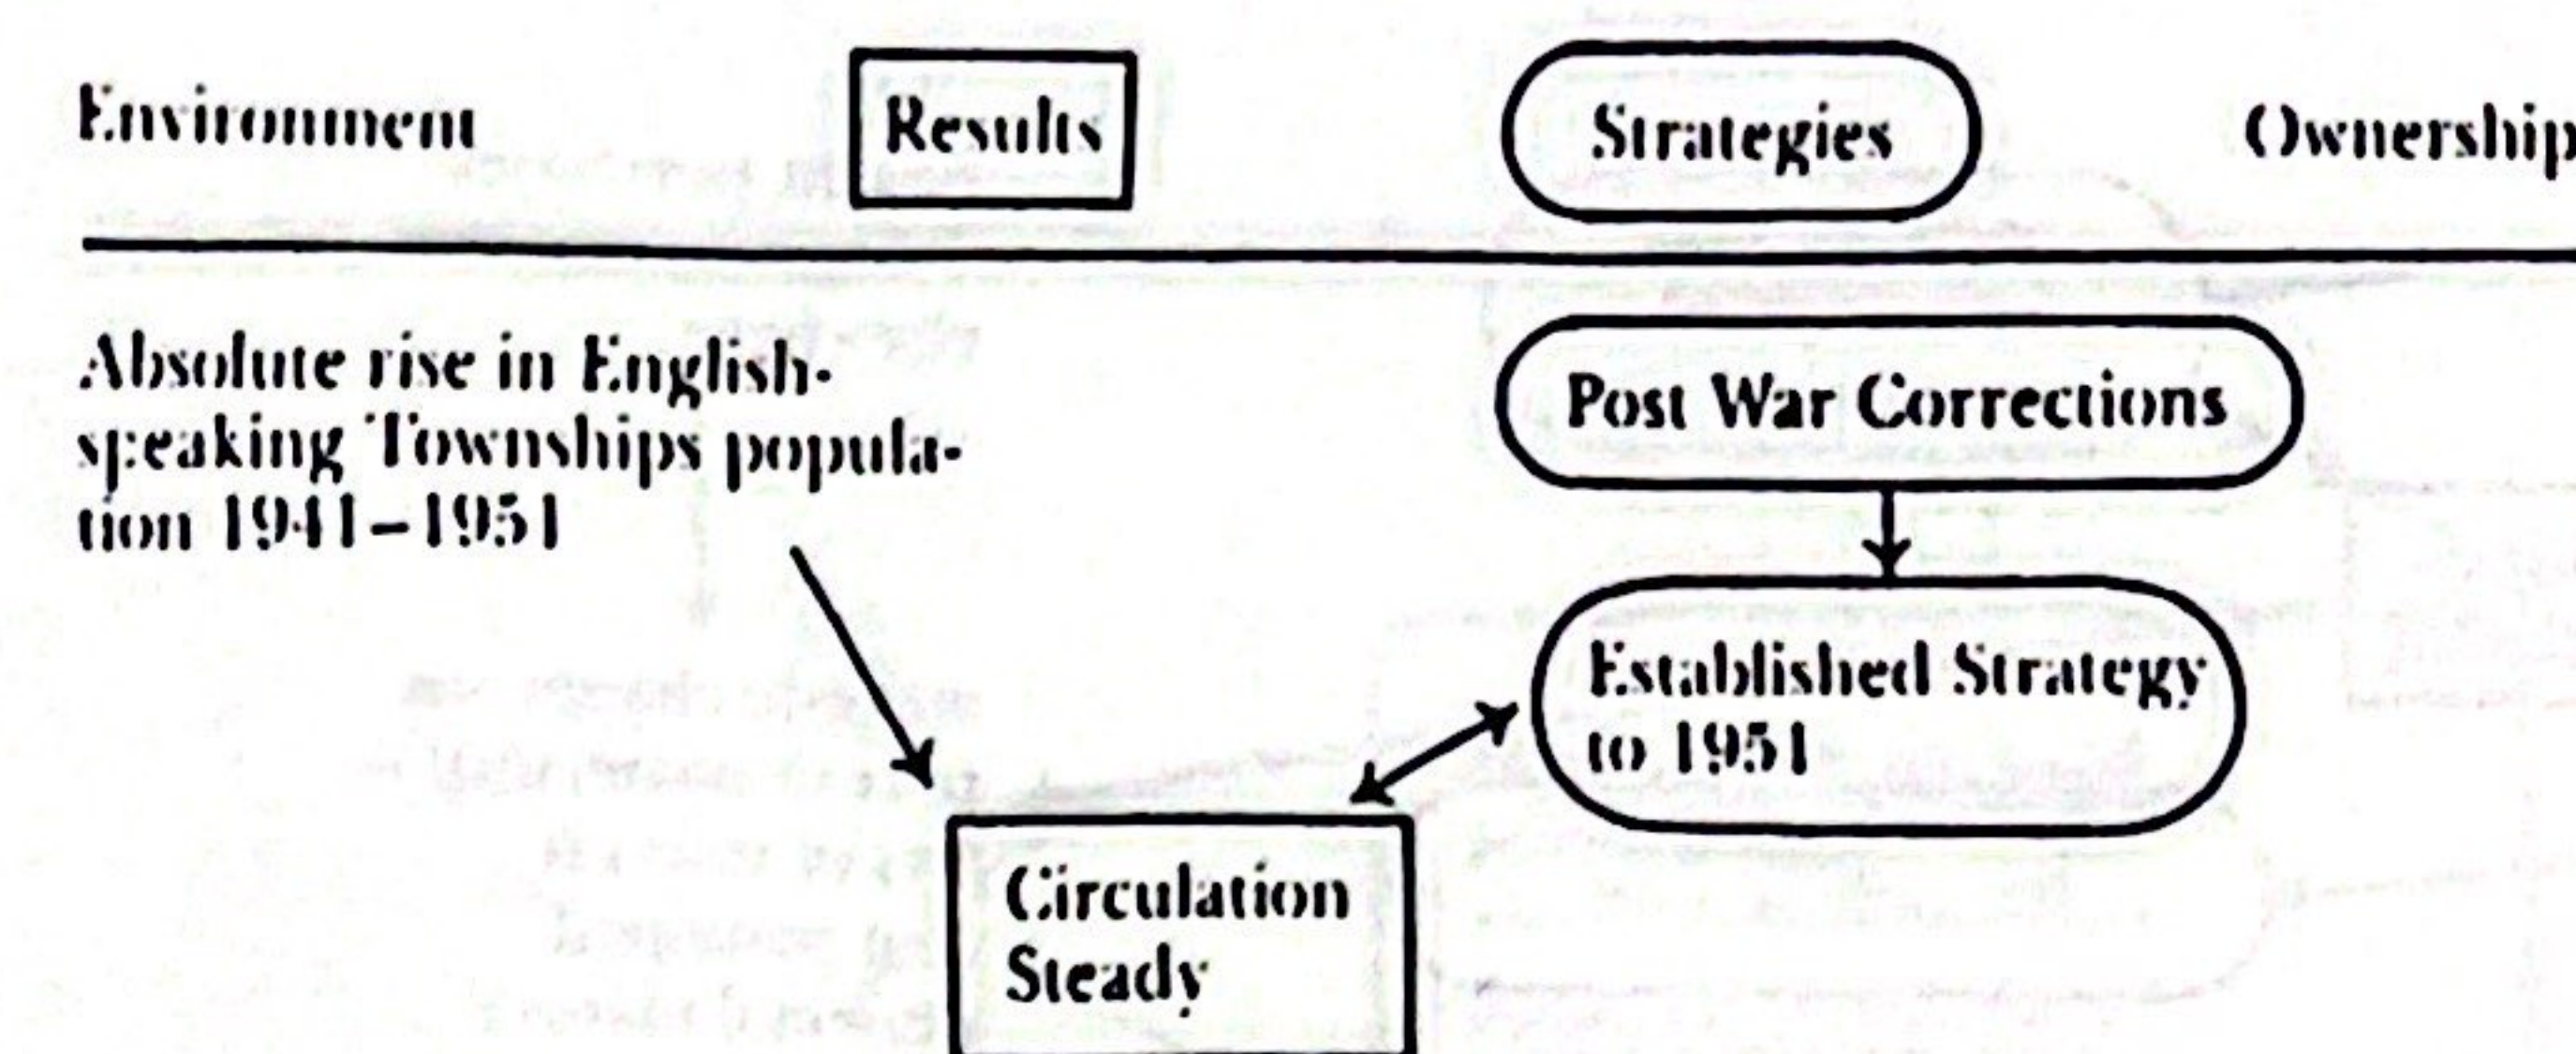 Environment
Results
Strategies
Ownership
Absolute rise in English-
speaking Townships popula-
tion 1941–1951
Post War Corrections
Established Strategy
to 1951
Circulation
Steady